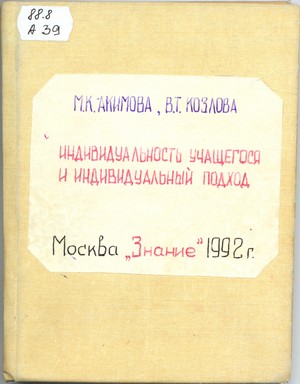 88.8
А 39
М.К. АКИМОВА, В.Т. КОЗЛОВА
ИНДИВИДУАЛЬНОСТЬ УЧАЩЕГОСЯ
И ИНДИВИДУАЛЬНЫЙ ПОДХОД
Москва „Знание" 1992 г.